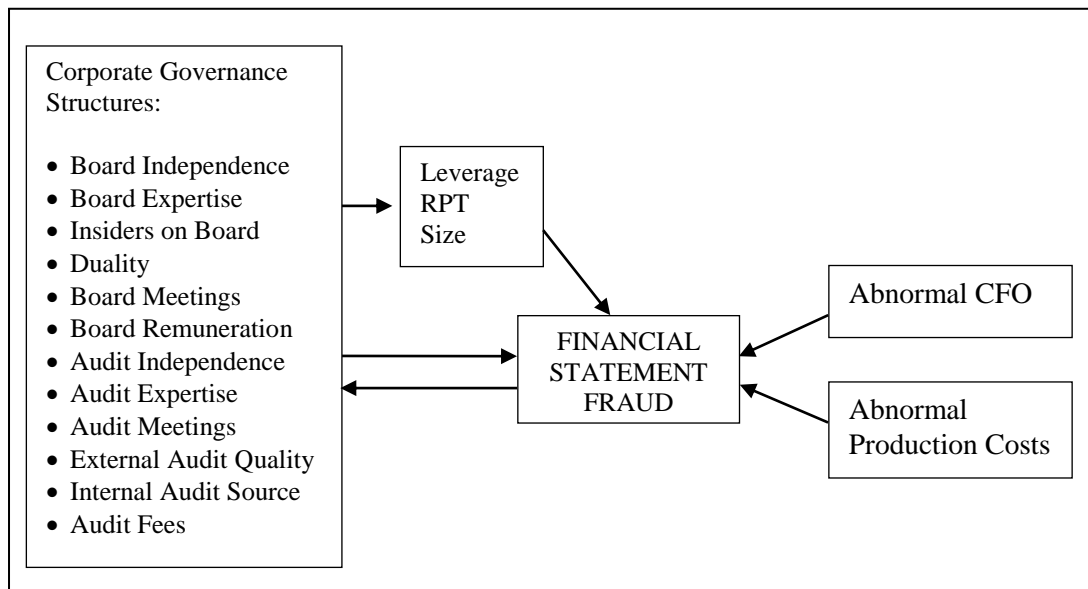 Corporate Governance
Structures:
• Board Independence
• Board Expertise
• Insiders on Board
• Duality
• Board Meetings
• Board Remuneration
• Audit Independence
• Audit Expertise
• Audit Meetings
• External Audit Quality
• Internal Audit Source
• Audit Fees
Leverage
RPT
Size
FINANCIAL
STATEMENT
FRAUD
Abnormal CFO
Abnormal
Production Costs